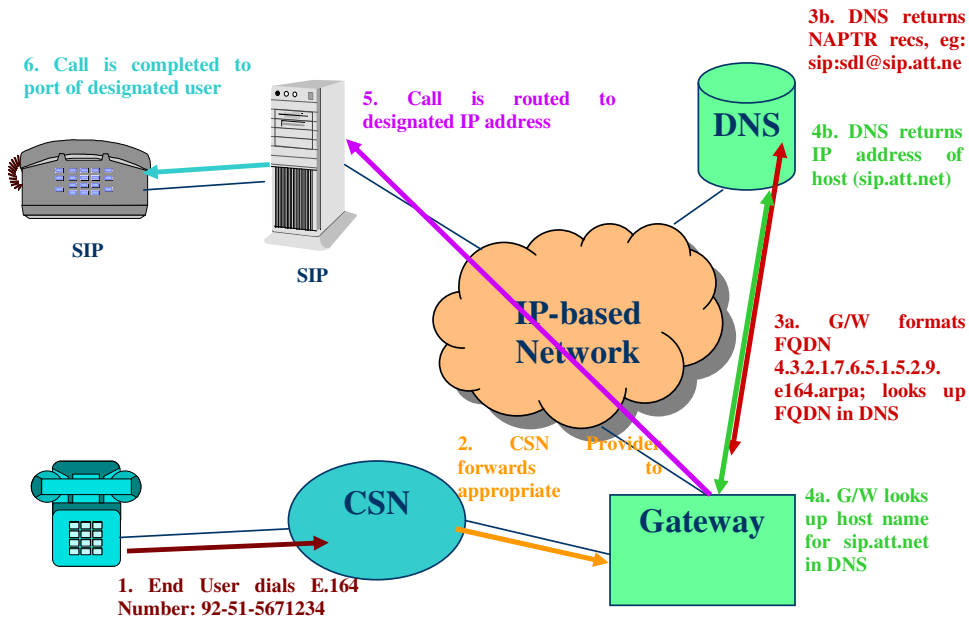 3b. DNS returns
NAPTR recs, eg:
sip:sdl@sip.att.ne
6. Call is completed to
port of designated user
5. Call is routed to
designated IP address
DNS
4b. DNS returns
IP address of
host (sip.att.net)
SIP
SIP
IP-based
Network
3a. G/W formats
FQDN
4.3.2.1.7.6.5.1.5.2.9.
e164.arpa; looks up
FQDN in DNS
2. CSN Provider
forwards to
appropriate
CSN
Gateway
4a. G/W looks
up host name
for sip.att.net
in DNS
1. End User dials E.164
Number: 92-51-5671234